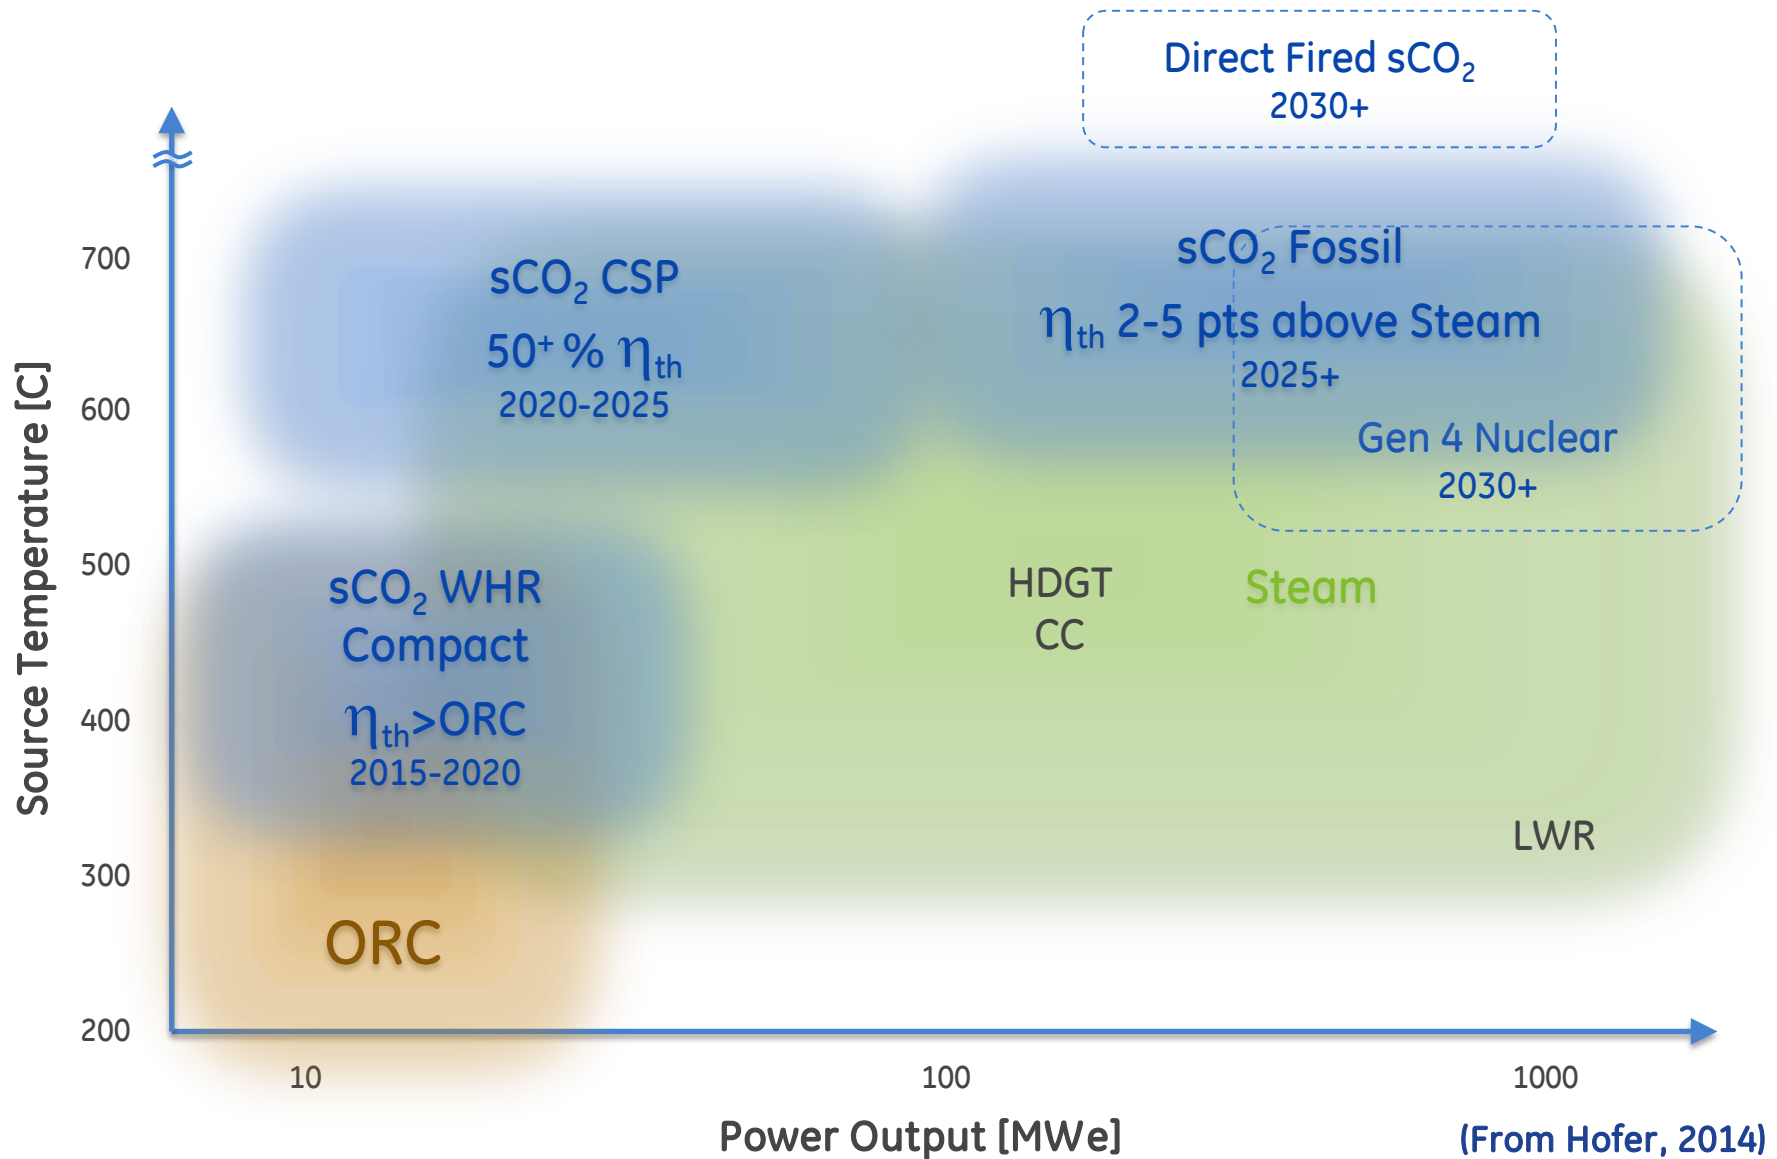 Direct Fired sCO₂
2030+
sCO₂ CSP
50⁺ % ηth
2020-2025
sCO₂ Fossil
ηth 2-5 pts above Steam
2025+
Gen 4 Nuclear
2030+
sCO₂ WHR
Compact
ηth>ORC
2015-2020
HDGT
CC
Steam
LWR
ORC
Source Temperature [C]
700
600
500
400
300
200
10
100
1000
Power Output [MWe]
(From Hofer, 2014)